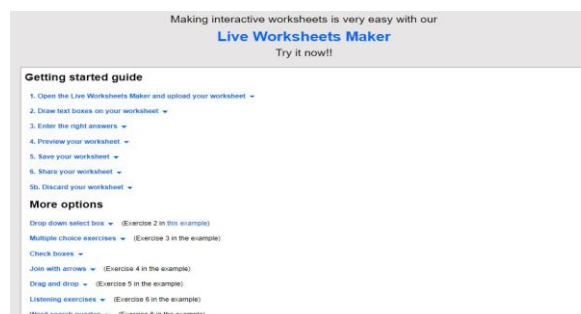 Making interactive worksheets is very easy with our
Live Worksheets Maker
Try it now!!
Getting started guide
1. Open the Live Worksheets Maker and upload your worksheet
2. Draw text boxes on your worksheet
3. Enter the right answers
4. Preview your worksheet
5. Save your worksheet
6. Share your worksheet
5b. Discard your worksheet
More options
Drop down select box (Exercise 2 in this example)
Multiple choice exercises (Exercise 3 in the example)
Check boxes
Join with arrows (Exercise 4 in the example)
Drag and drop (Exercise 5 in the example)
Listening exercises (Exercise 6 in the example)